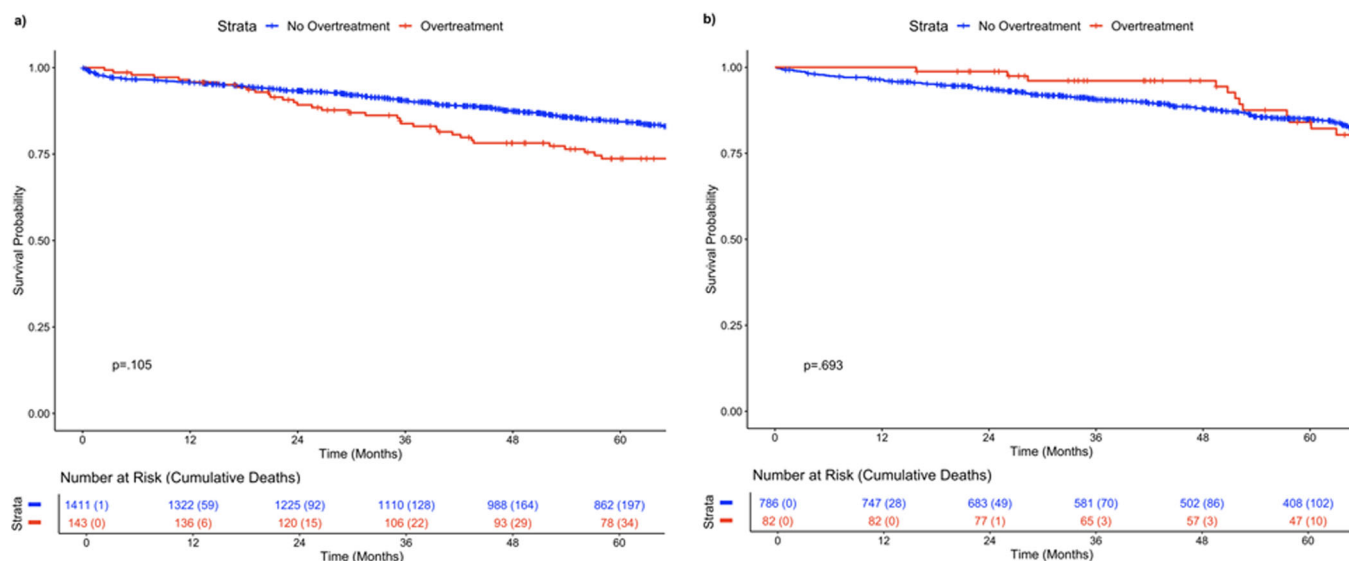 a)
Strata No Overtreatment Overtreatment
1.00
0.75
0.50
0.25
0.00
Survival Probability
p=.105
0 12 24 36 48 60
Time (Months)
Number at Risk (Cumulative Deaths)
Strata
1411 (1) 1322 (59) 1225 (92) 1110 (128) 988 (164) 862 (197)
143 (0) 136 (6) 120 (15) 106 (22) 93 (29) 78 (34)
0 12 24 36 48 60
Time (Months)
b)
Strata No Overtreatment Overtreatment
1.00
0.75
0.50
0.25
0.00
Survival Probability
p=.693
0 12 24 36 48 60
Time (Months)
Number at Risk (Cumulative Deaths)
Strata
786 (0) 747 (28) 683 (49) 581 (70) 502 (86) 408 (102)
82 (0) 82 (0) 77 (1) 65 (3) 57 (3) 47 (10)
0 12 24 36 48 60
Time (Months)